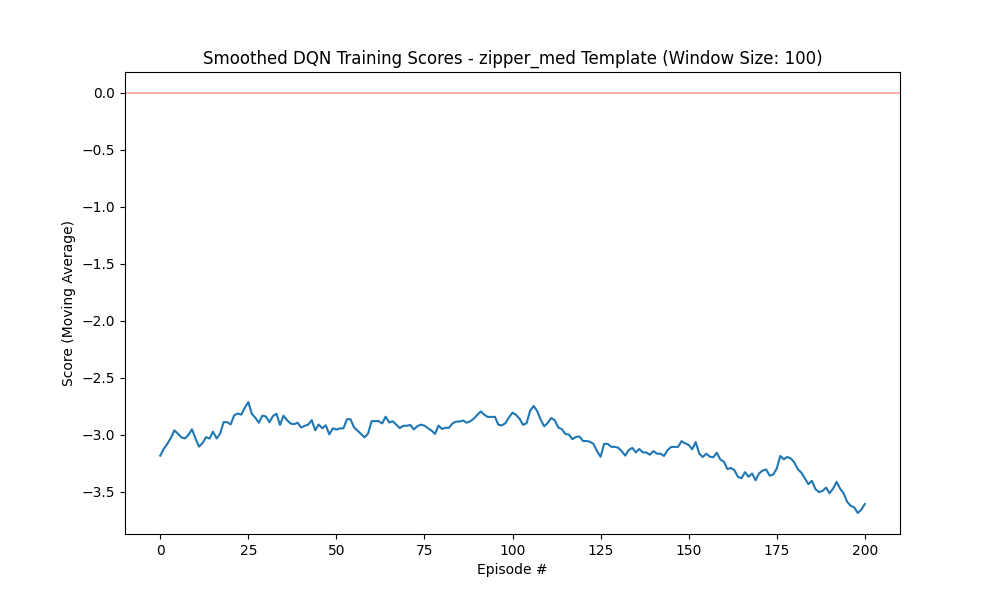 Smoothed DQN Training Scores - zipper_med Template (Window Size: 100)
0.0
−0.5
−1.0
−1.5
−2.0
−2.5
−3.0
−3.5
Score (Moving Average)
0 25 50 75 100 125 150 175 200
Episode #